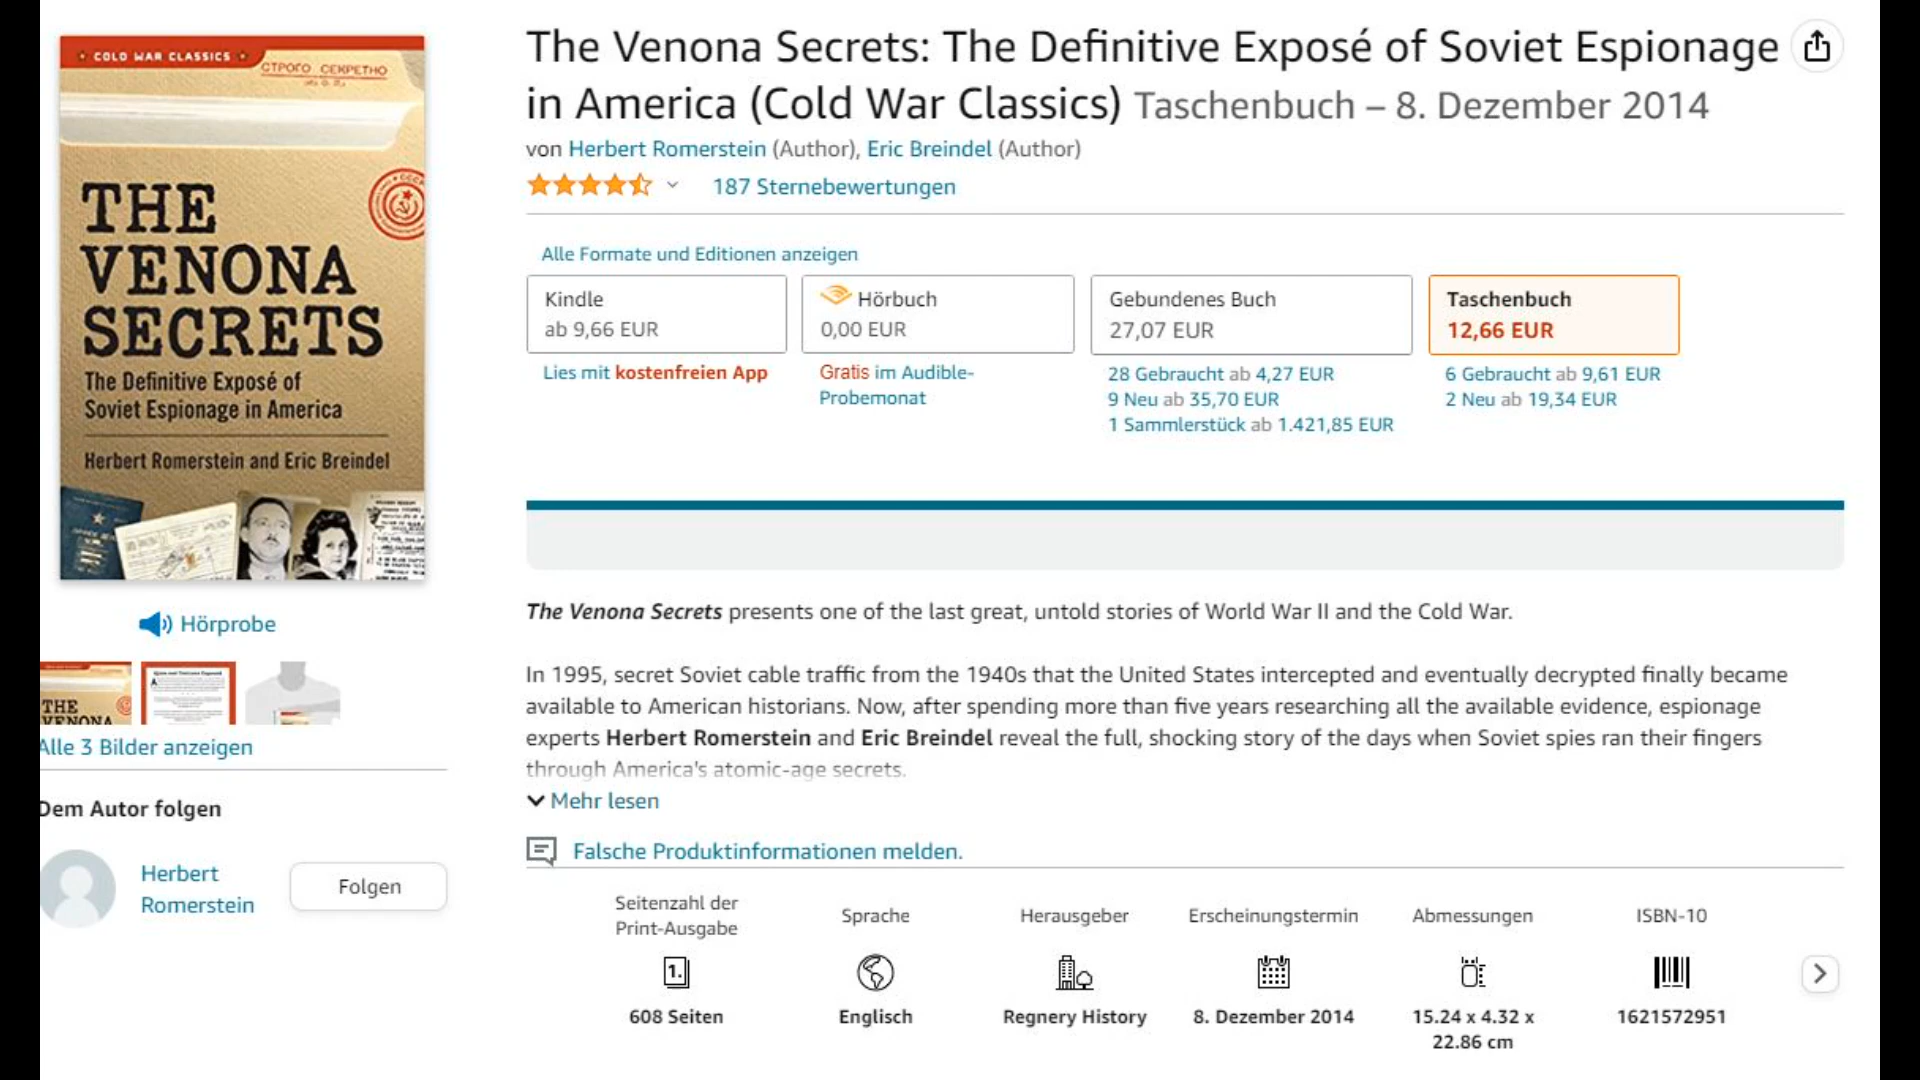 COLD WAR CLASSICS
СТРОГО СЕКРЕТНО
THE
VENONA
SECRETS
The Definitive Exposé of
Soviet Espionage in America
Herbert Romerstein and Eric Breindel
Hörprobe
THE
VENONA
Alle 3 Bilder anzeigen
Dem Autor folgen
Herbert
Romerstein
Folgen
The Venona Secrets: The Definitive Exposé of Soviet Espionage
in America (Cold War Classics) Taschenbuch – 8. Dezember 2014
von Herbert Romerstein (Author), Eric Breindel (Author)
187 Sternebewertungen
Alle Formate und Editionen anzeigen
Kindle
ab 9,66 EUR
Lies mit kostenfreien App
Hörbuch
0,00 EUR
Gratis im Audible-
Probemonat
Gebundenes Buch
27,07 EUR
28 Gebraucht ab 4,27 EUR
9 Neu ab 35,70 EUR
1 Sammlerstück ab 1.421,85 EUR
Taschenbuch
12,66 EUR
6 Gebraucht ab 9,61 EUR
2 Neu ab 19,34 EUR
The Venona Secrets presents one of the last great, untold stories of World War II and the Cold War.
In 1995, secret Soviet cable traffic from the 1940s that the United States intercepted and eventually decrypted finally became
available to American historians. Now, after spending more than five years researching all the available evidence, espionage
experts Herbert Romerstein and Eric Breindel reveal the full, shocking story of the days when Soviet spies ran their fingers
through America's atomic-age secrets.
Mehr lesen
Falsche Produktinformationen melden.
Seitenzahl der
Print-Ausgabe
608 Seiten
Sprache
Englisch
Herausgeber
Regnery History
Erscheinungstermin
8. Dezember 2014
Abmessungen
15.24 x 4.32 x
22.86 cm
ISBN-10
1621572951